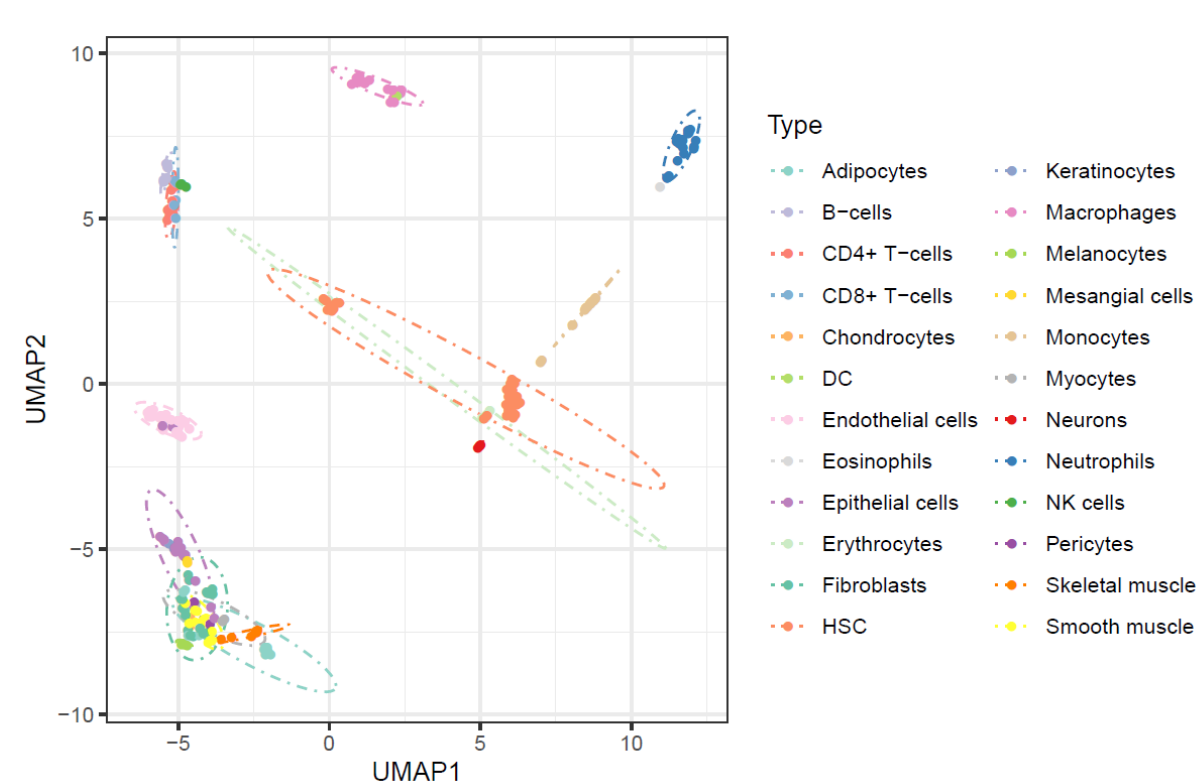 10
5
0
−5
−10
UMAP2
−5
0
5
10
UMAP1
Type
Adipocytes
B−cells
CD4+ T−cells
CD8+ T−cells
Chondrocytes
DC
Endothelial cells
Eosinophils
Epithelial cells
Erythrocytes
Fibroblasts
HSC
Keratinocytes
Macrophages
Melanocytes
Mesangial cells
Monocytes
Myocytes
Neurons
Neutrophils
NK cells
Pericytes
Skeletal muscle
Smooth muscle